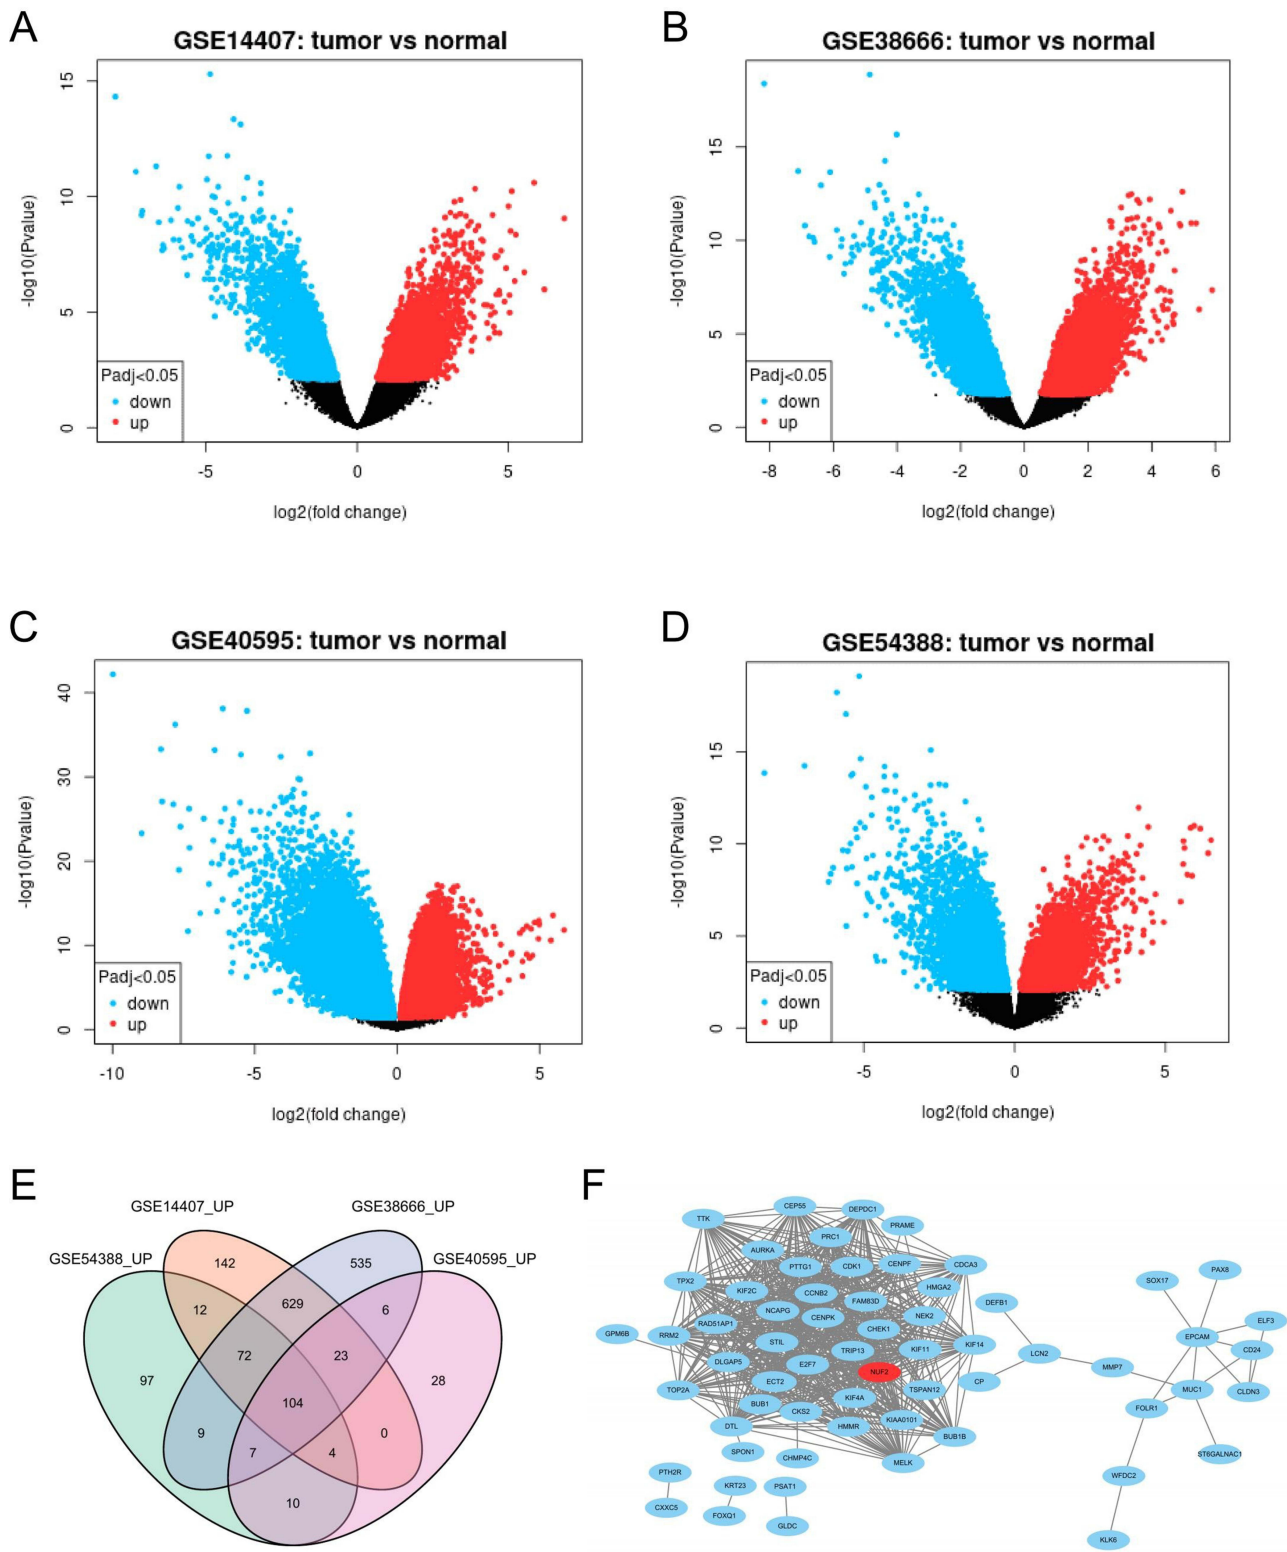 A
GSE14407: tumor vs normal
-log10(Pvalue)
15
10
5
0
Padj<0.05
down
up
-5
0
5
log2(fold change)
B
GSE38666: tumor vs normal
-log10(Pvalue)
15
10
5
0
Padj<0.05
down
up
-8
-6
-4
-2
0
2
4
6
log2(fold change)
C
GSE40595: tumor vs normal
-log10(Pvalue)
40
30
20
10
0
Padj<0.05
down
up
-10
-5
0
5
log2(fold change)
D
GSE54388: tumor vs normal
-log10(Pvalue)
15
10
5
0
Padj<0.05
down
up
-5
0
5
log2(fold change)
E
GSE14407_UP
GSE38666_UP
GSE54388_UP
GSE40595_UP
142
535
12
629
6
97
72
23
28
104
9
7
4
0
10
F
TTK
CEP55
DEPDC1
PRAME
PRC1
AURKA
PTTG1
CDK1
CENPF
CDCA3
TPX2
KIF2C
CCNB2
FAM83D
HMGA2
NCAPG
CENPK
NEK2
DEFB1
RAD51AP1
CHEK1
GPM6B
RRM2
STIL
TRIP13
KIF11
KIF14
DLGAP5
E2F7
NUF2
TOP2A
ECT2
TSPAN12
CP
BUB1
CKS2
KIF4A
KIAA0101
DTL
HMMR
BUB1B
SPON1
CHMP4C
MELK
LCN2
MMP7
SOX17
PAX8
ELF3
EPCAM
CD24
MUC1
CLDN3
FOLR1
ST6GALNAC1
WFDC2
KLK6
PTH2R
CXXC5
KRT23
FOXQ1
PSAT1
GLDC